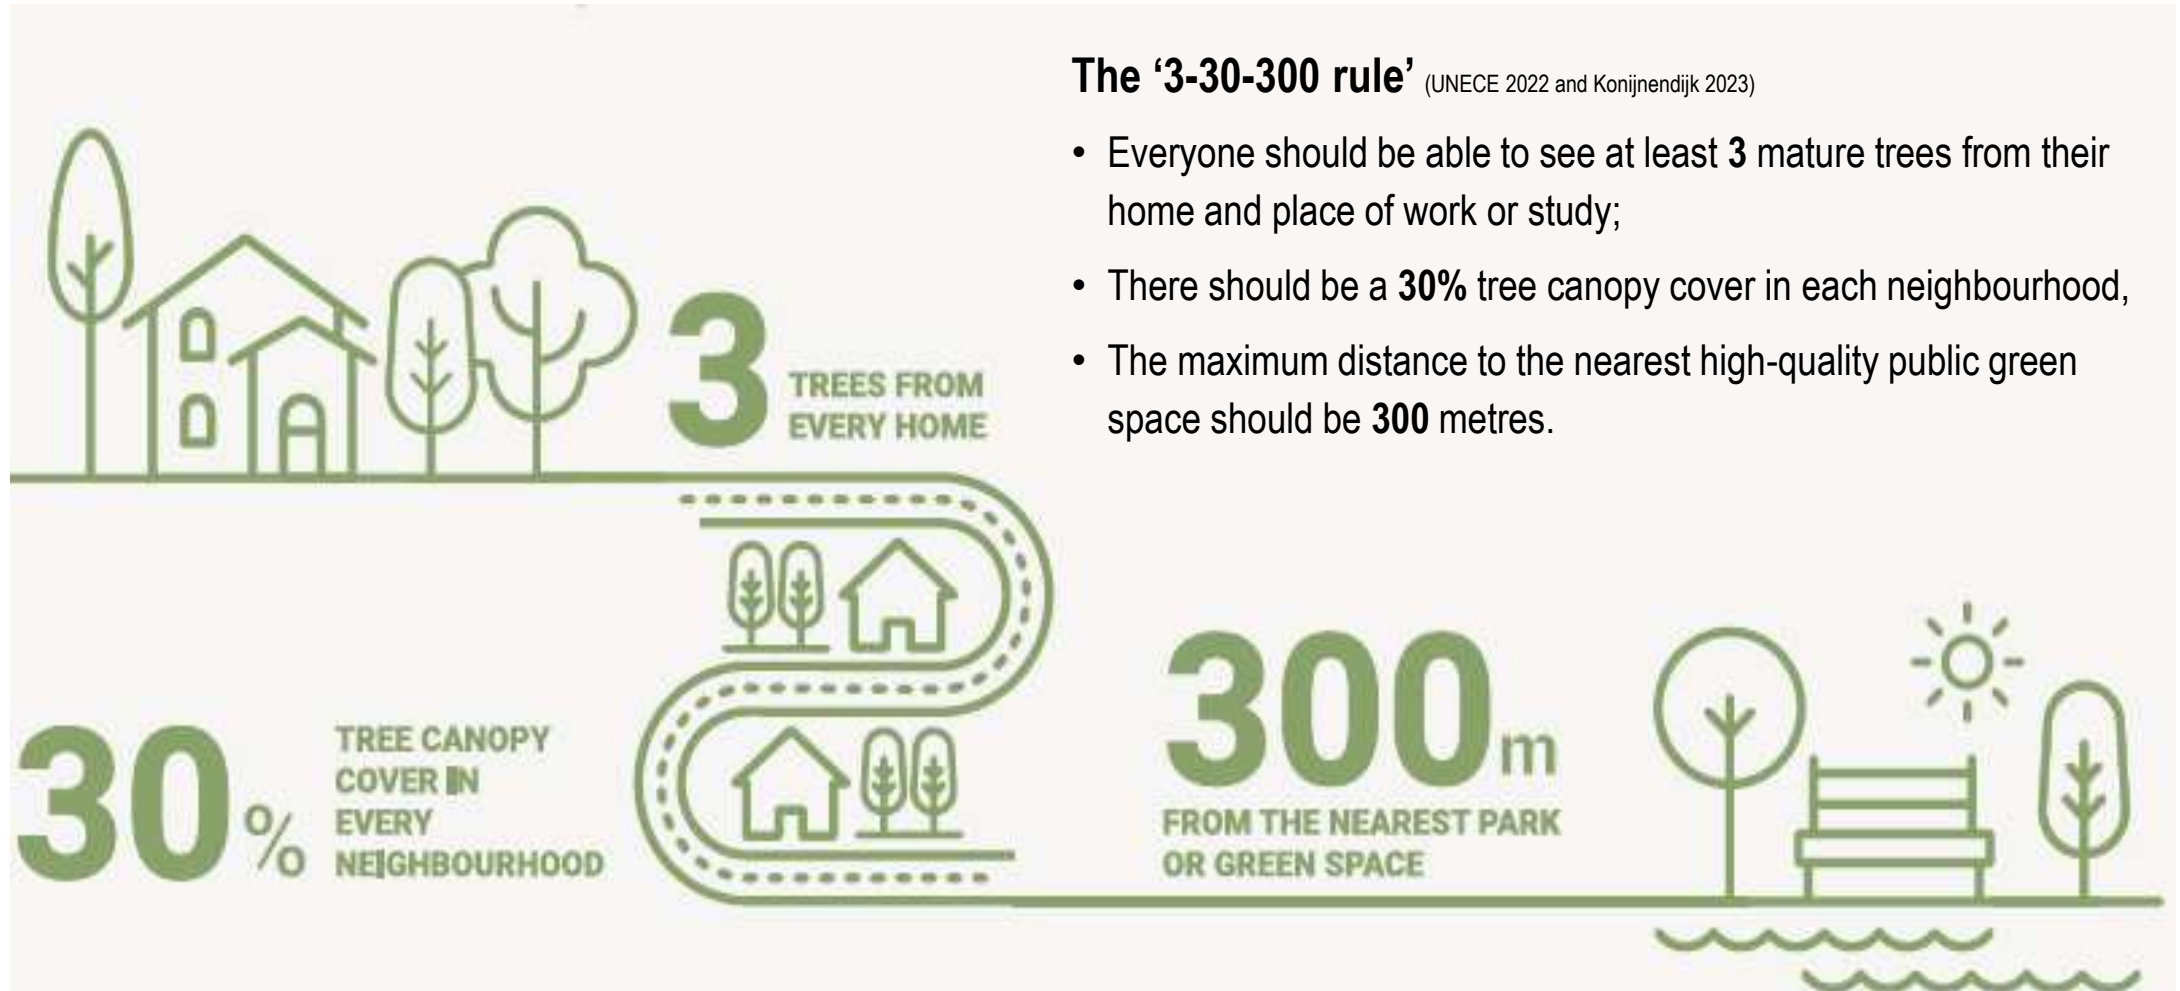 The ‘3-30-300 rule’ (UNECE 2022 and Konijnendijk 2023)
• Everyone should be able to see at least 3 mature trees from their
home and place of work or study;
• There should be a 30% tree canopy cover in each neighbourhood,
• The maximum distance to the nearest high-quality public green
space should be 300 metres.
3 TREES FROM
EVERY HOME
30% TREE CANOPY
COVER IN
EVERY
NEIGHBOURHOOD
300m
FROM THE NEAREST PARK
OR GREEN SPACE